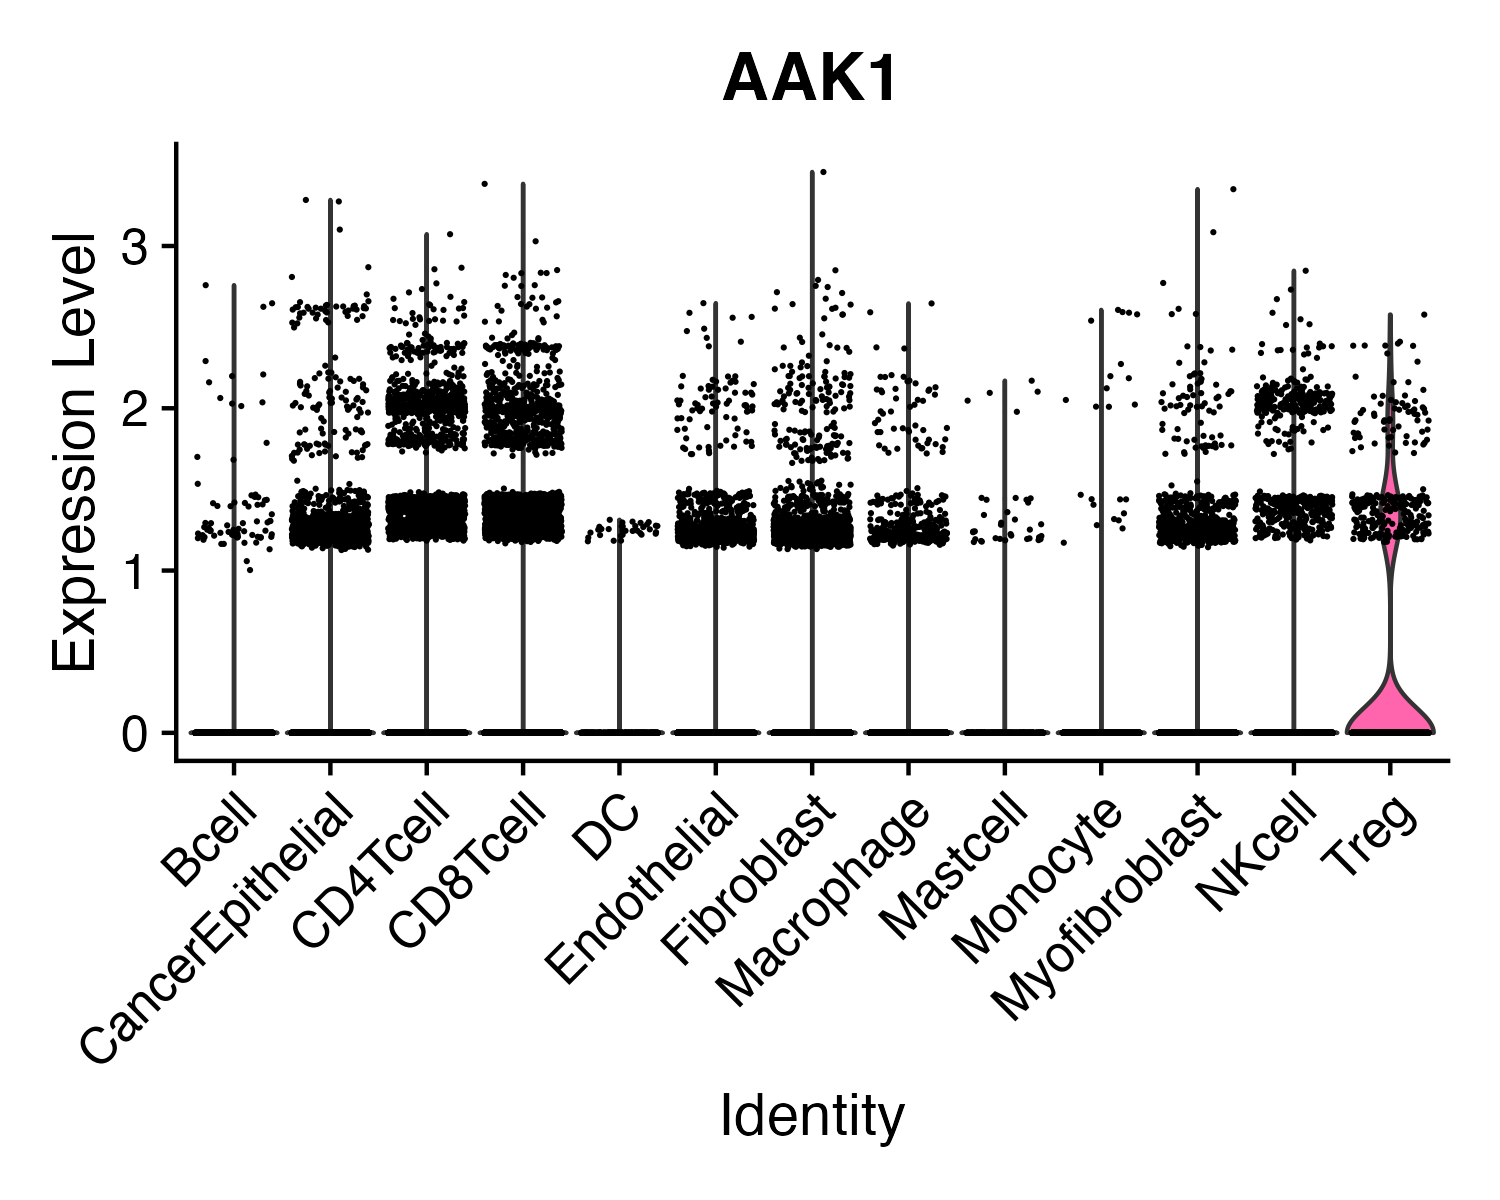 AAK1
Expression Level
3
2
1
0
Bcell
CancerEpithelial
CD4Tcell
CD8Tcell
DC
Endothelial
Fibroblast
Macrophage
Mastcell
Monocyte
Myofibroblast
NKcell
Treg
Identity